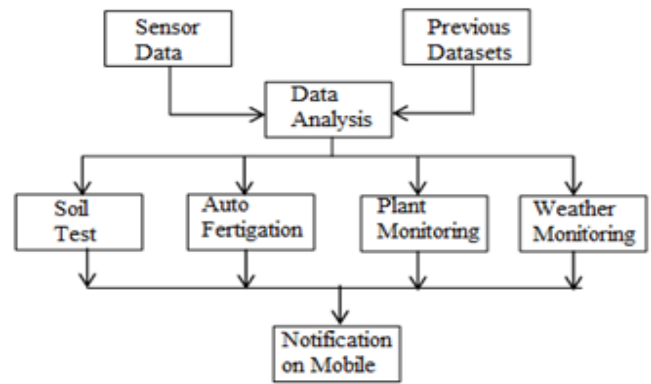 Sensor
Data
Previous
Datasets
Data
Analysis
Soil
Test
Auto
Fertigation
Plant
Monitoring
Weather
Monitoring
Notification
on Mobile